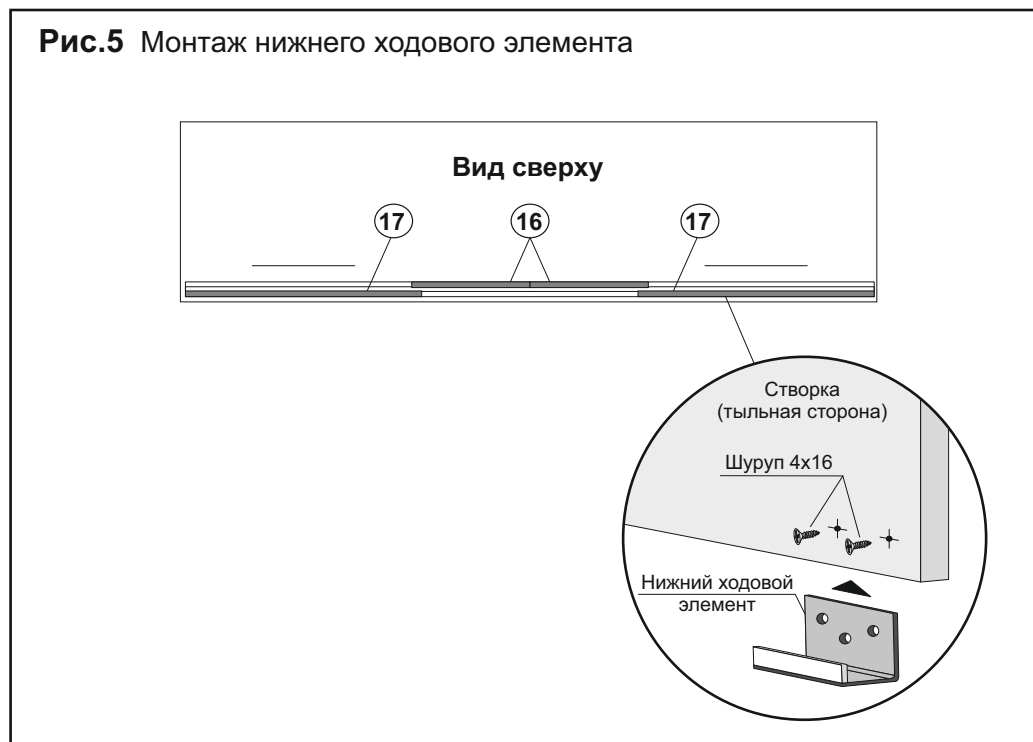 Рис.5 Монтаж нижнего ходового элемента
Вид сверху
17
16
17
Створка
(тыльная сторона)
Шуруп 4х16
Нижний ходовой
элемент